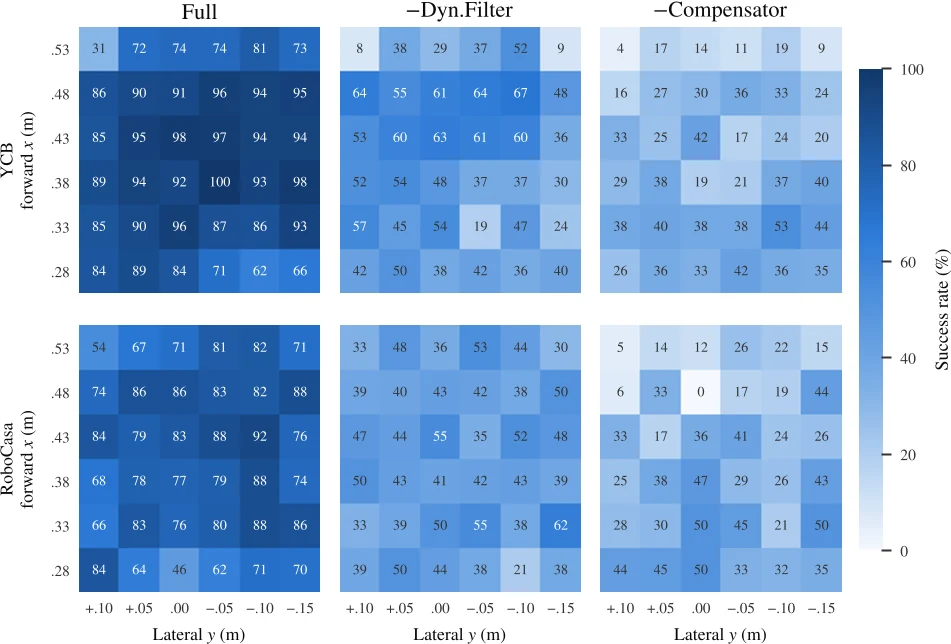 Full −Dyn.Filter −Compensator
.53 31 72 74 74 81 73 8 38 29 37 52 9 4 17 14 11 19 9
.48 86 90 91 96 94 95 64 55 61 64 67 48 16 27 30 36 33 24
.43 85 95 98 97 94 94 53 60 63 61 60 36 33 25 42 17 24 20
.38 89 94 92 100 93 98 52 54 48 37 37 30 29 38 19 21 37 40
.33 85 90 96 87 86 93 57 45 54 19 47 24 38 40 38 38 53 44
.28 84 89 84 71 62 66 42 50 38 42 36 40 26 36 33 42 36 35
YCB
forward x (m)
.53 54 67 71 81 82 71 33 48 36 53 44 30 5 14 12 26 22 15
.48 74 86 86 83 82 88 39 40 43 42 38 50 6 33 0 17 19 44
.43 84 79 83 88 92 76 47 44 55 35 52 48 33 17 36 41 24 26
.38 68 78 77 79 88 74 50 43 41 42 43 39 25 38 47 29 26 43
.33 66 83 76 80 88 86 33 39 50 55 38 62 28 30 50 45 21 50
.28 84 64 46 62 71 70 39 50 44 38 21 38 44 45 50 33 32 35
RoboCasa
forward x (m)
+.10 +.05 .00 −.05 −.10 −.15 +.10 +.05 .00 −.05 −.10 −.15 +.10 +.05 .00 −.05 −.10 −.15
Lateral y (m) Lateral y (m) Lateral y (m)
100
80
60
40
20
0
Success rate (%)